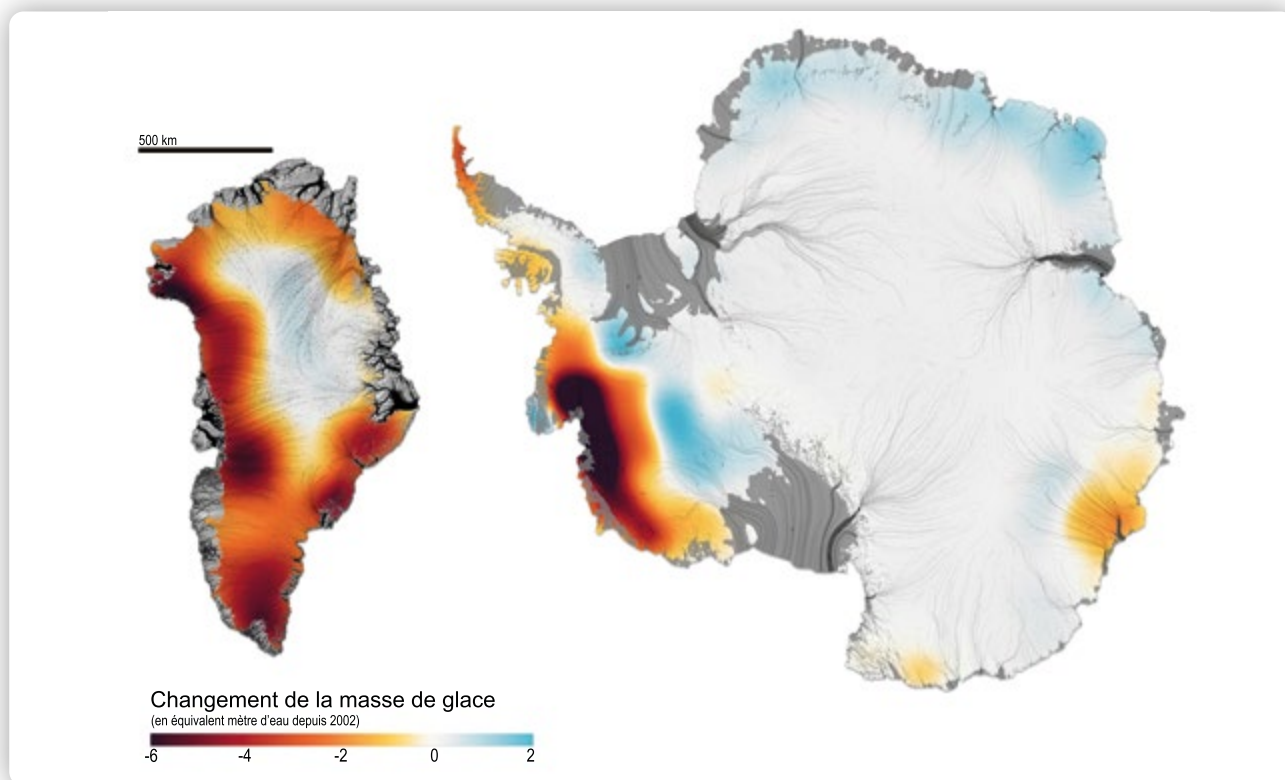 500 km
Changement de la masse de glace
(en équivalent mètre d'eau depuis 2002)
-6 -4 -2 0 2